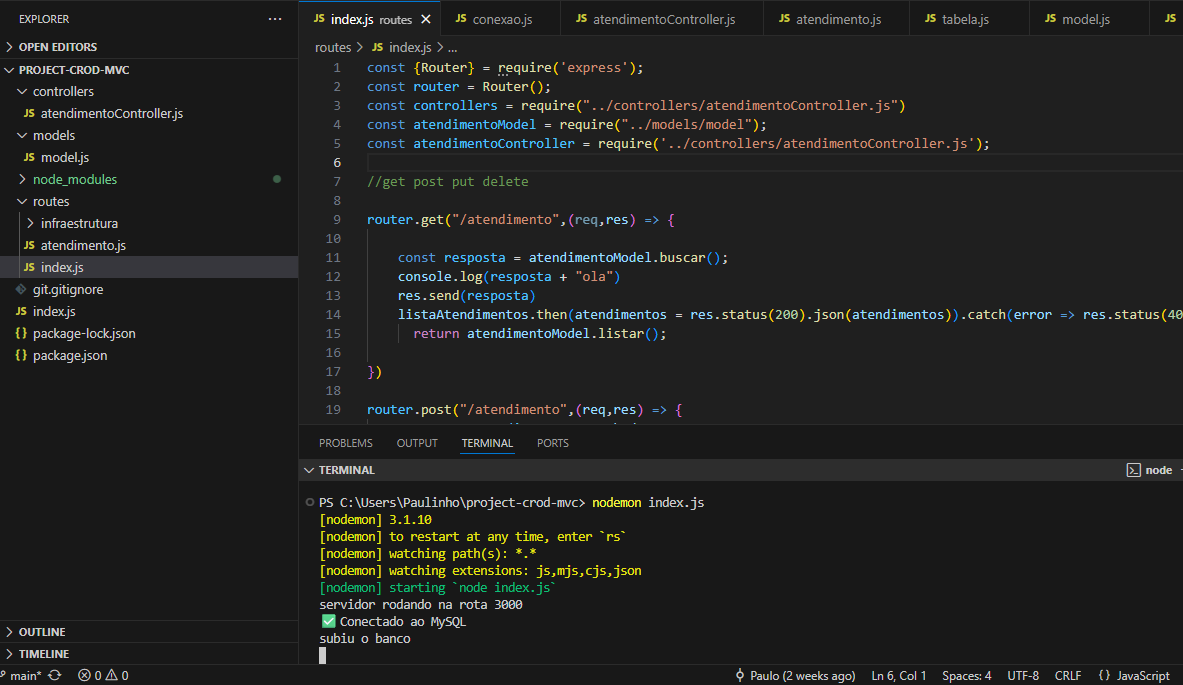 EXPLORER ...
OPEN EDITORS
PROJECT-CROD-MVC
controllers
JS atendimentoController.js
models
JS model.js
node_modules
routes
infraestrutura
JS atendimento.js
JS index.js
git.gitignore
JS index.js
{} package-lock.json
{} package.json
OUTLINE
TIMELINE
JS index.js routes JS conexao.js JS atendimentoController.js JS atendimento.js JS tabela.js JS model.js JS
routes > JS index.js > ...
1 const {Router} = require('express');
2 const router = Router();
3 const controllers = require("../controllers/atendimentoController.js")
4 const atendimentoModel = require("../models/model");
5 const atendimentoController = require('../controllers/atendimentoController.js');
6
7 //get post put delete
8
9 router.get("/atendimento",(req,res) => {
10
11 const resposta = atendimentoModel.buscar();
12 console.log(resposta + "ola")
13 res.send(resposta)
14 listaAtendimentos.then(atendimentos = res.status(200).json(atendimentos)).catch(error => res.status(40
15 return atendimentoModel.listar();
16
17 })
18
19 router.post("/atendimento",(req,res) => {
PROBLEMS OUTPUT TERMINAL PORTS
TERMINAL node
PS C:\Users\Paulinho\project-crod-mvc> nodemon index.js
[nodemon] 3.1.10
[nodemon] to restart at any time, enter `rs`
[nodemon] watching path(s): *.*
[nodemon] watching extensions: js,mjs,cjs,json
[nodemon] starting `node index.js`
servidor rodando na rota 3000
✅ Conectado ao MySQL
subiu o banco
main* 0 0 Paulo (2 weeks ago) Ln 6, Col 1 Spaces: 4 UTF-8 CRLF {} JavaScript